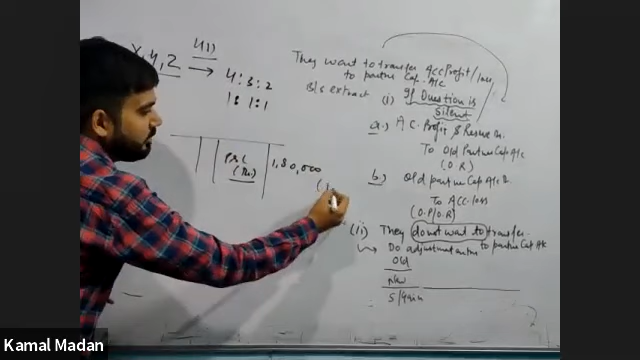 X, Y, Z
4:3:2
1:1:1
They want to transfer Acc Profit/loss,
to partner Cap. A/c
B/S extract
(i) If Question is
silent
a.) A.C. Profit & Reserve Dr.
To Old Partner Cap A/c
(O.R)
b.) Old partner Cap A/c Dr.
To Acc. loss
(O.P/O.R)
(ii) They do not want to transfer
to partner Cap A/c
Do adjustment
Old
New
S/Gain
P&L
1,80,000
Kamal Madan